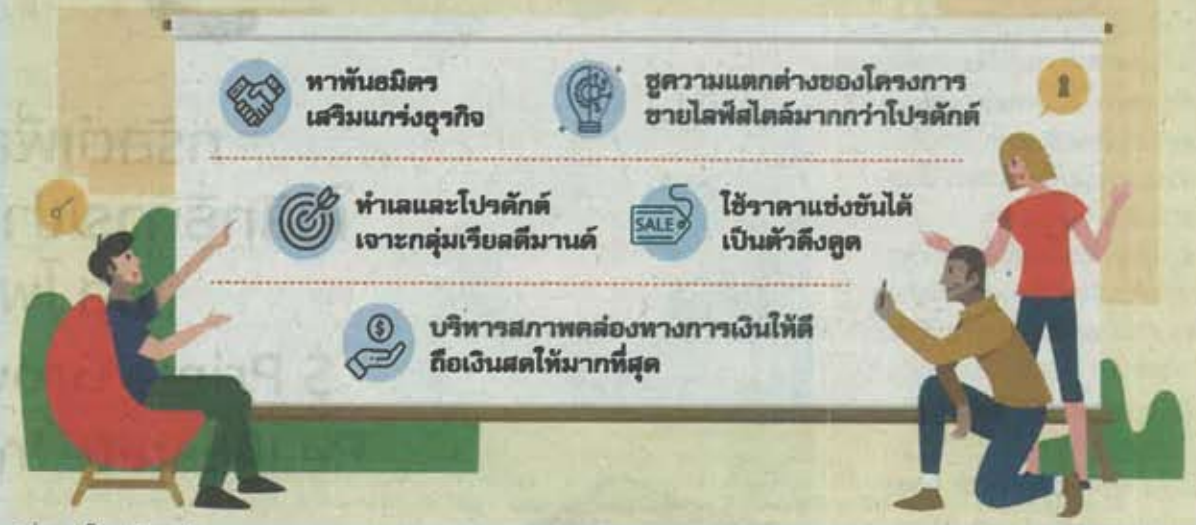 หาพันธมิตร
เสริมแกร่งธุรกิจ
ชูความแตกต่างของโครงการ
ขายไลฟ์สไตล์มากกว่าโปรดักต์
ทำเลและโปรดักต์
เจาะกลุ่มเรียลดีมานด์
SALE
ใช้ราคาแข่งขันได้
เป็นตัวดึงดูด
$
บริหารสภาพคล่องทางการเงินให้ดี
ถือเงินสดให้มากที่สุด